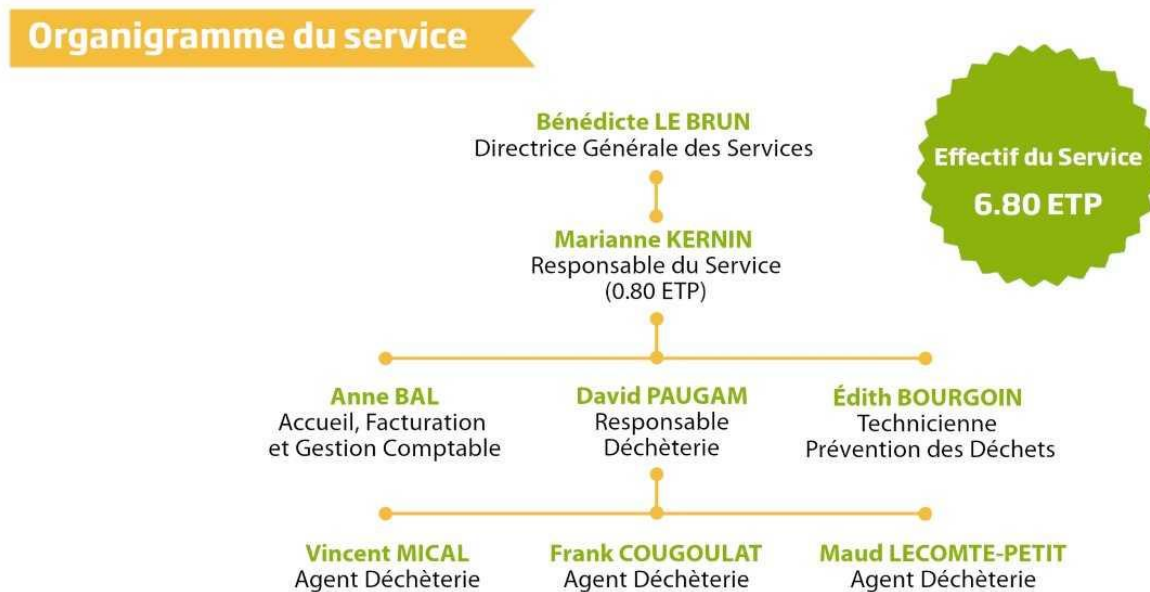 Organigramme du service
Bénédicte LE BRUN
Directrice Générale des Services
Effectif du Service
6.80 ETP
Marianne KERNIN
Responsable du Service
(0.80 ETP)
Anne BAL
Accueil, Facturation
et Gestion Comptable
David PAUGAM
Responsable
Déchèterie
Édith BOURGOIN
Technicienne
Prévention des Déchets
Vincent MICAL
Agent Déchèterie
Frank COUGOULAT
Agent Déchèterie
Maud LECOMTE-PETIT
Agent Déchèterie